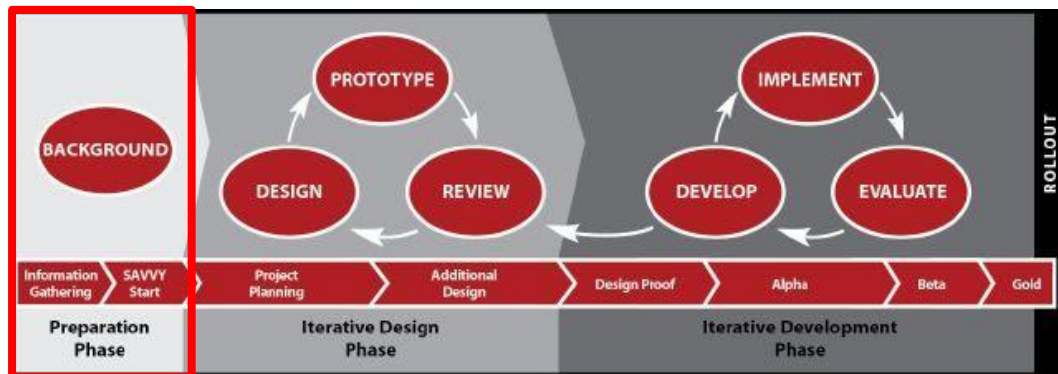 PROTOTYPE
IMPLEMENT
BACKGROUND
DESIGN
REVIEW
DEVELOP
EVALUATE
ROLLOUT
Information
Gathering
SAVVY
Start
Project
Planning
Additional
Design
Design Proof
Alpha
Beta
Gold
Preparation
Phase
Iterative Design
Phase
Iterative Development
Phase